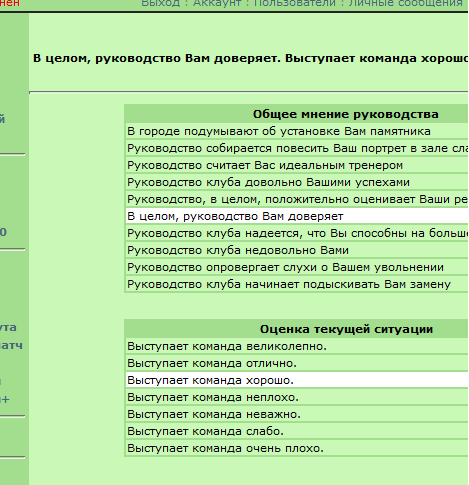 нен
Выход : Аккаунт : Пользователи : Личные сообщения
В целом, руководство Вам доверяет. Выступает команда хорошо
й
Общее мнение руководства
В городе подумывают об установке Вам памятника
Руководство собирается повесить Ваш портрет в зале сла
Руководство считает Вас идеальным тренером
Руководство клуба довольно Вашими успехами
Руководство, в целом, положительно оценивает Ваши ре
В целом, руководство Вам доверяет
0
Руководство клуба надеется, что Вы способны на больше
Руководство клуба недовольно Вами
Руководство опровергает слухи о Вашем увольнении
Руководство клуба начинает подыскивать Вам замену
ута
Оценка текущей ситуации
атч
Выступает команда великолепно.
Выступает команда отлично.
Выступает команда хорошо.
+
Выступает команда неплохо.
Выступает команда неважно.
Выступает команда слабо.
Выступает команда очень плохо.